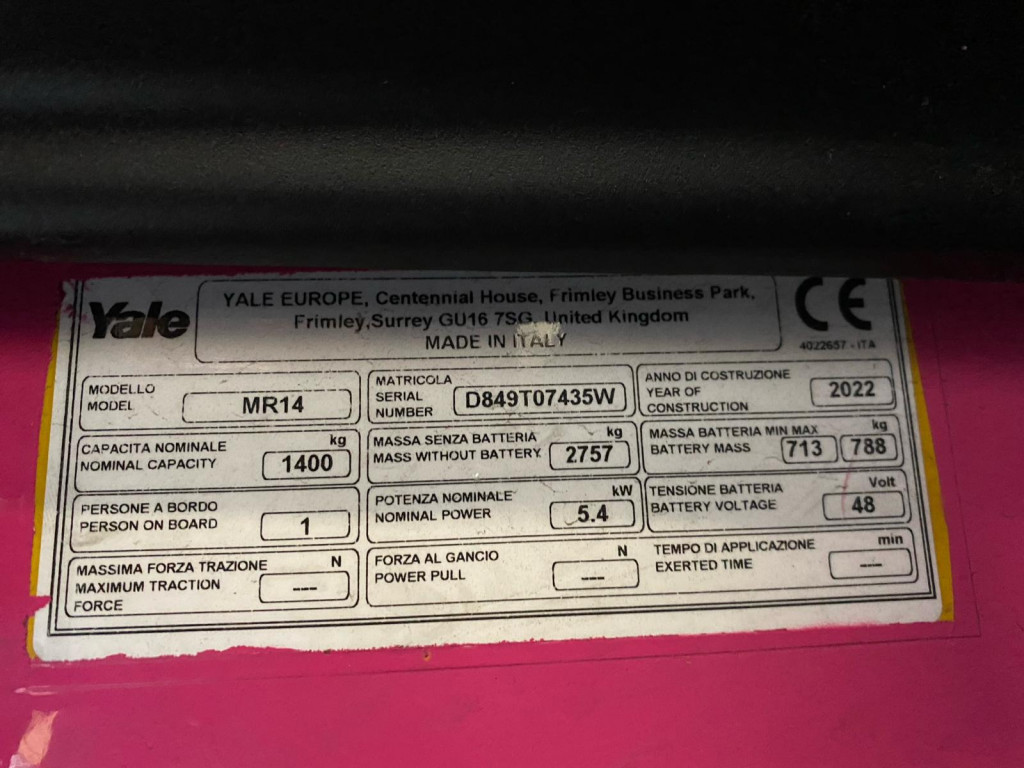 Yale
YALE EUROPE, Centennial House, Frimley Business Park,
Frimley,Surrey GU16 7SG, United Kingdom
MADE IN ITALY
CE
4022657 - ITA
MODELLO
MODEL
MR14
MATRICOLA
SERIAL
NUMBER
D849T07435W
ANNO DI COSTRUZIONE
YEAR OF
CONSTRUCTION
2022
CAPACITA NOMINALE
NOMINAL CAPACITY
kg
1400
MASSA SENZA BATTERIA
MASS WITHOUT BATTERY
kg
2757
MASSA BATTERIA MIN MAX
BATTERY MASS
kg
713 788
PERSONE A BORDO
PERSON ON BOARD
1
POTENZA NOMINALE
NOMINAL POWER
kW
5.4
TENSIONE BATTERIA
BATTERY VOLTAGE
Volt
48
MASSIMA FORZA TRAZIONE
MAXIMUM TRACTION
FORCE
N
---
FORZA AL GANCIO
POWER PULL
N
---
TEMPO DI APPLICAZIONE
EXERTED TIME
min
---